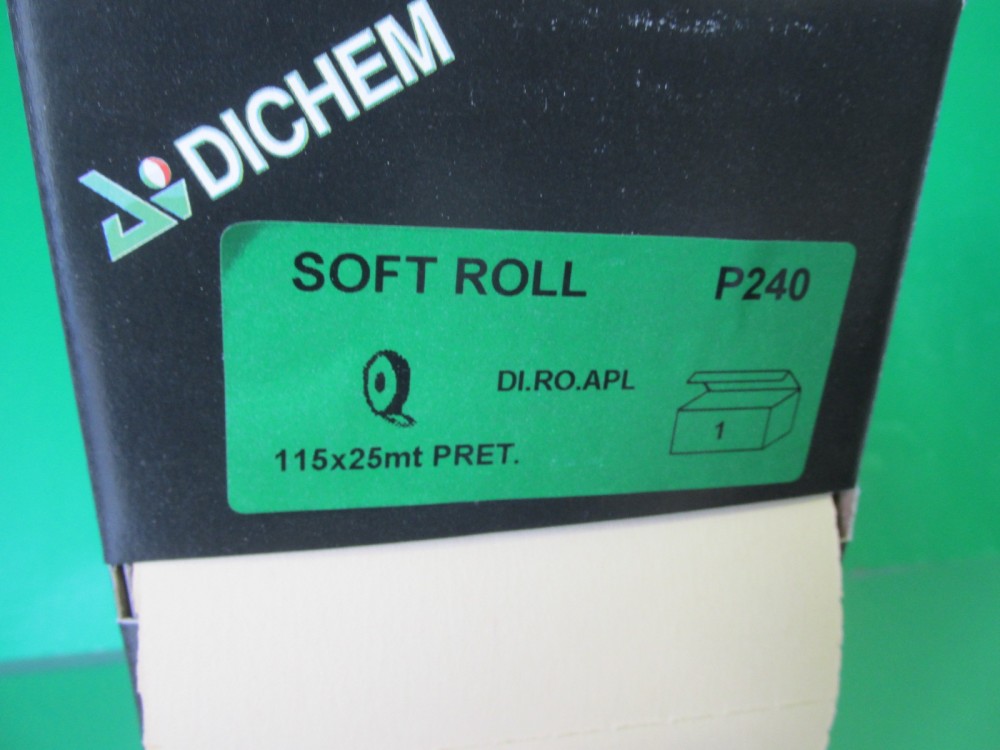 DICHEM
SOFT ROLL P240
DI.RO.APL
1
115x25mt PRET.